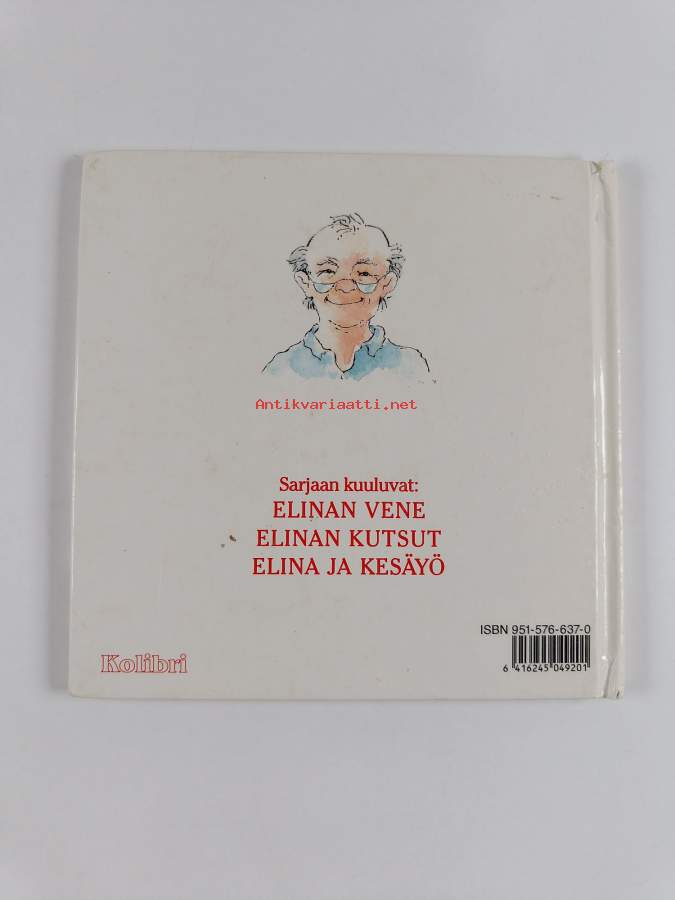 Antikvariaatti.net
Sarjaan kuuluvat:
ELINAN VENE
ELINAN KUTSUT
ELINA JA KESÄYÖ
ISBN 951-576-637-0
6 416245 049201
Kolibri